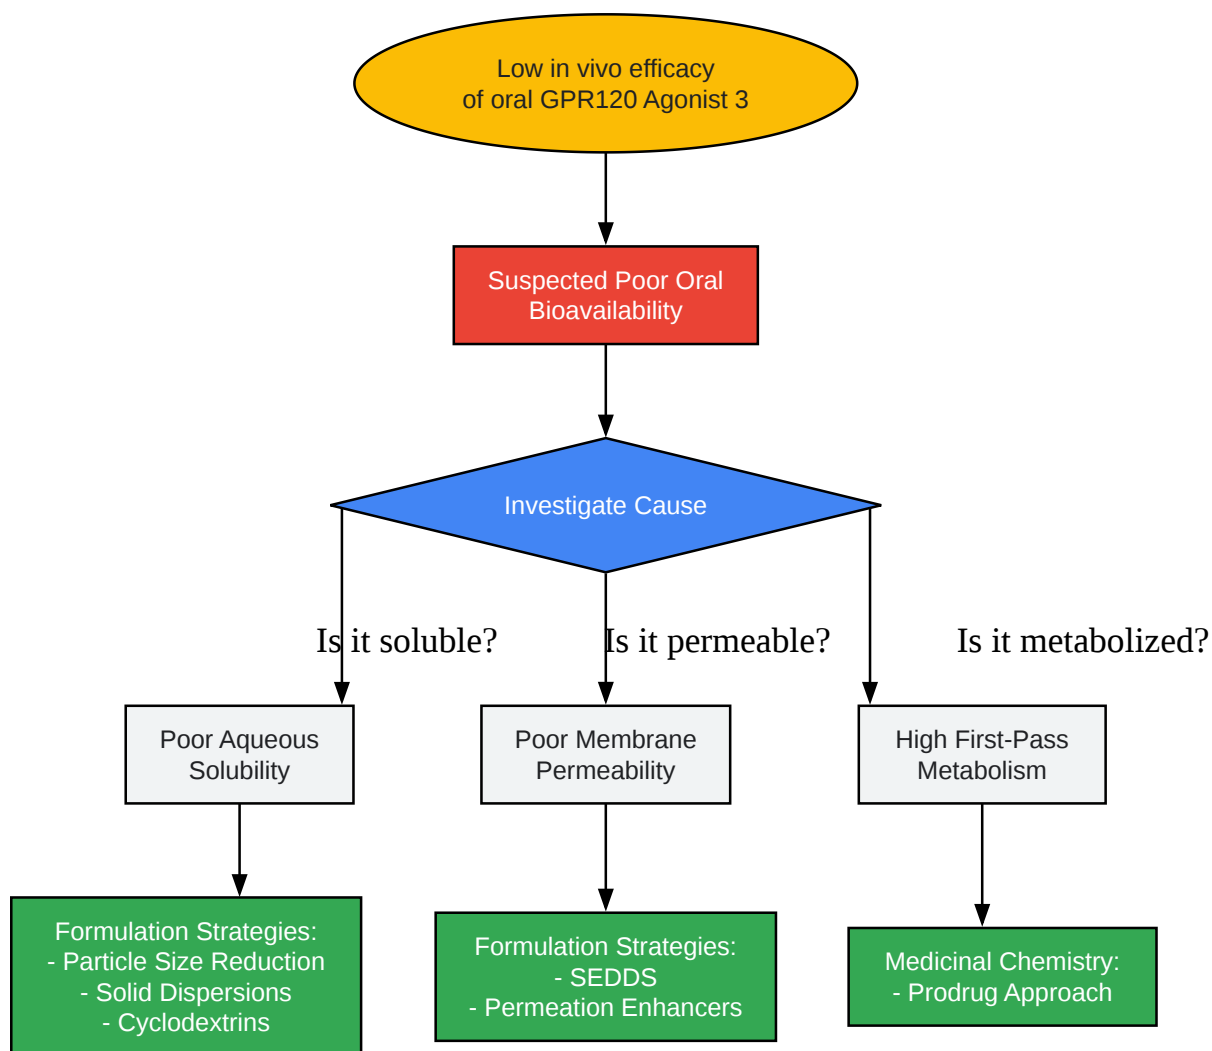 Low in vivo efficacy
of oral GPR120 Agonist 3
Suspected Poor Oral
Bioavailability
Investigate Cause
Is it soluble?
Is it permeable?
Is it metabolized?
Poor Aqueous
Solubility
Poor Membrane
Permeability
High First-Pass
Metabolism
Formulation Strategies:
- Particle Size Reduction
- Solid Dispersions
- Cyclodextrins
Formulation Strategies:
- SEDDS
- Permeation Enhancers
Medicinal Chemistry:
- Prodrug Approach